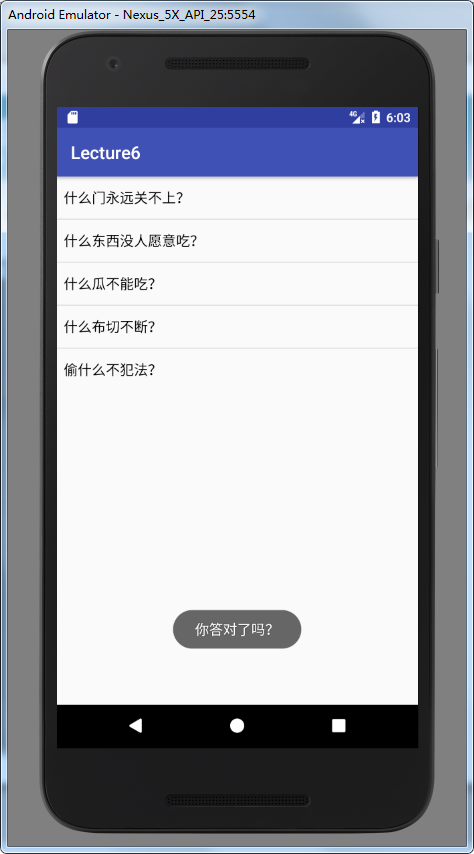 Android Emulator - Nexus_5X_API_25:5554
4G 6:03
Lecture6
什么门永远关不上?
什么东西没人愿意吃?
什么瓜不能吃?
什么布切不断?
偷什么不犯法?
你答对了吗?